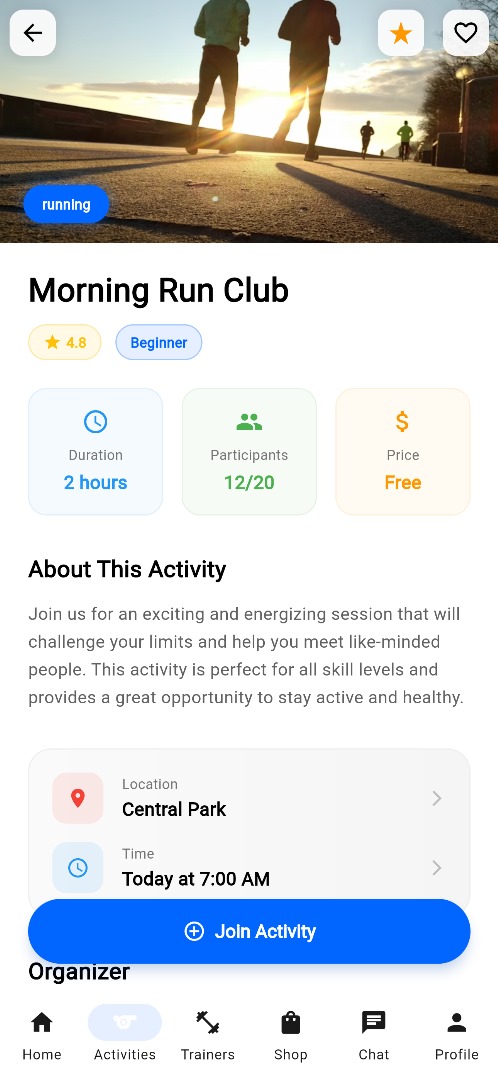 running
Morning Run Club
4.8
Beginner
Duration
2 hours
Participants
12/20
$
Price
Free
About This Activity
Join us for an exciting and energizing session that will
challenge your limits and help you meet like-minded
people. This activity is perfect for all skill levels and
provides a great opportunity to stay active and healthy.
Location
Central Park
Time
Today at 7:00 AM
Join Activity
Organizer
Home
Activities
Trainers
Shop
Chat
Profile